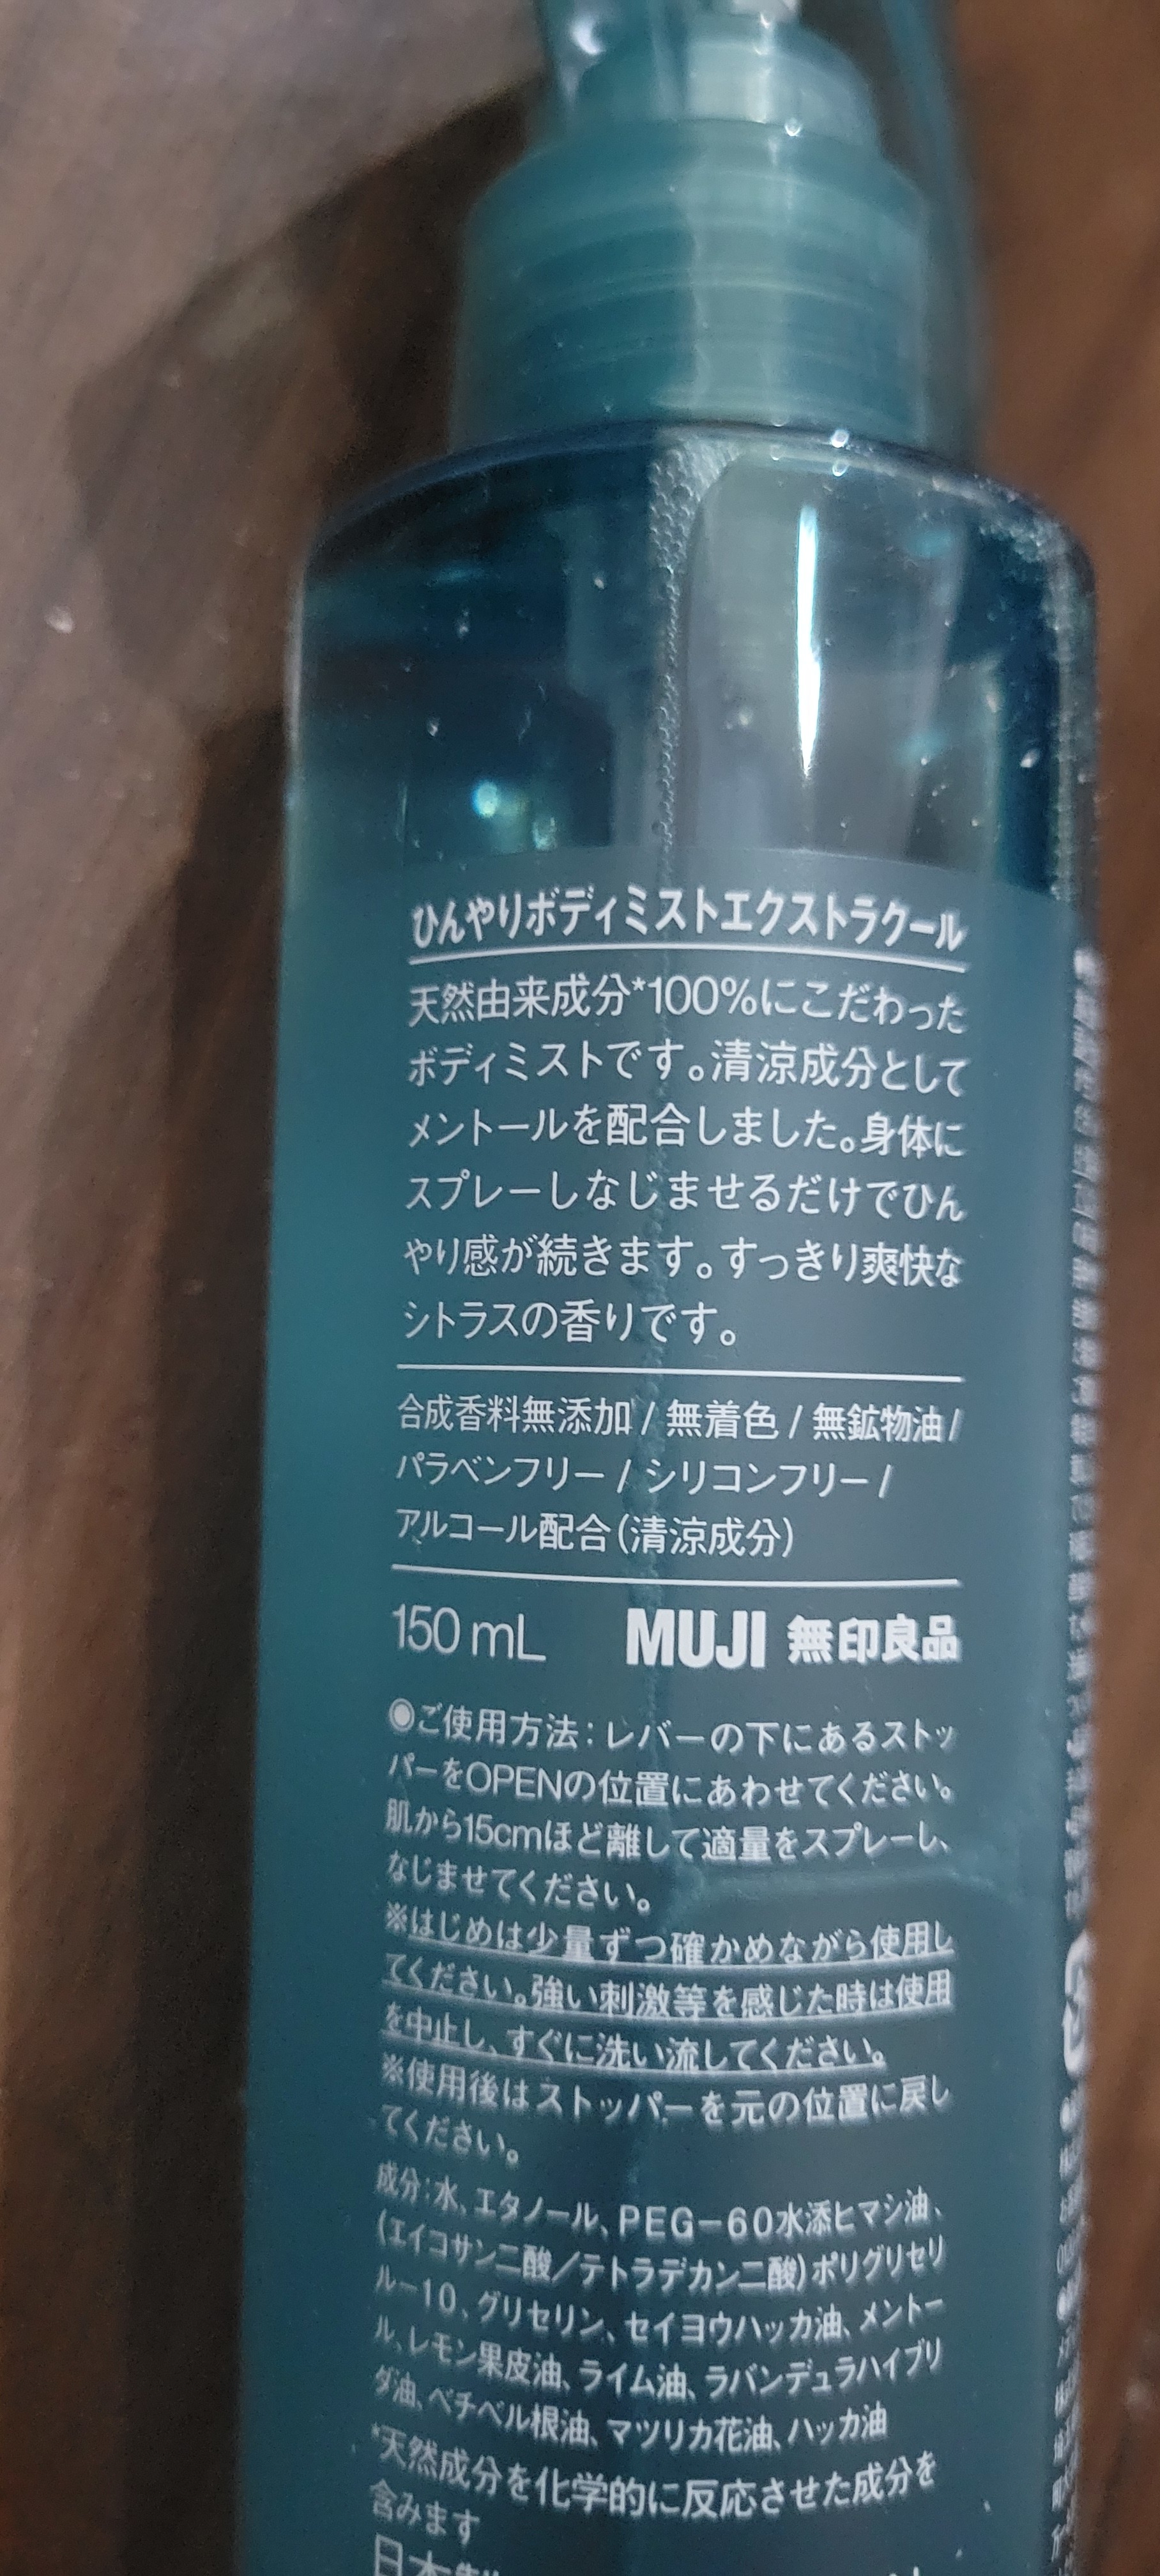 ひんやりボディミストエクストラクール
天然由来成分*100%にこだわった
ボディミストです。清涼成分として
メントールを配合しました。身体に
スプレーしなじませるだけでひん
やり感が続きます。すっきり爽快な
シトラスの香りです。
合成香料無添加 / 無着色 / 無鉱物油 /
パラベンフリー / シリコンフリー /
アルコール配合(清涼成分)
150 mL MUJI 無印良品
◉ご使用方法:レバーの下にあるストッ
パーをOPENの位置にあわせてください。
肌から15cmほど離して適量をスプレーし、
なじませてください。
※はじめは少量ずつ確かめながら使用し
てください。強い刺激等を感じた時は使用
を中止し、すぐに洗い流してください。
※使用後はストッパーを元の位置に戻し
てください。
成分:水、エタノール、PEG-60水添ヒマシ油、
(エイコサン二酸/テトラデカン二酸)ポリグリセリ
ル-10、グリセリン、セイヨウハッカ油、メントー
ル、レモン果皮油、ライム油、ラバンデュラハイブリ
ダ油、ベチベル根油、マツリカ花油、ハッカ油
*天然成分を化学的に反応させた成分を
含みます
日本製